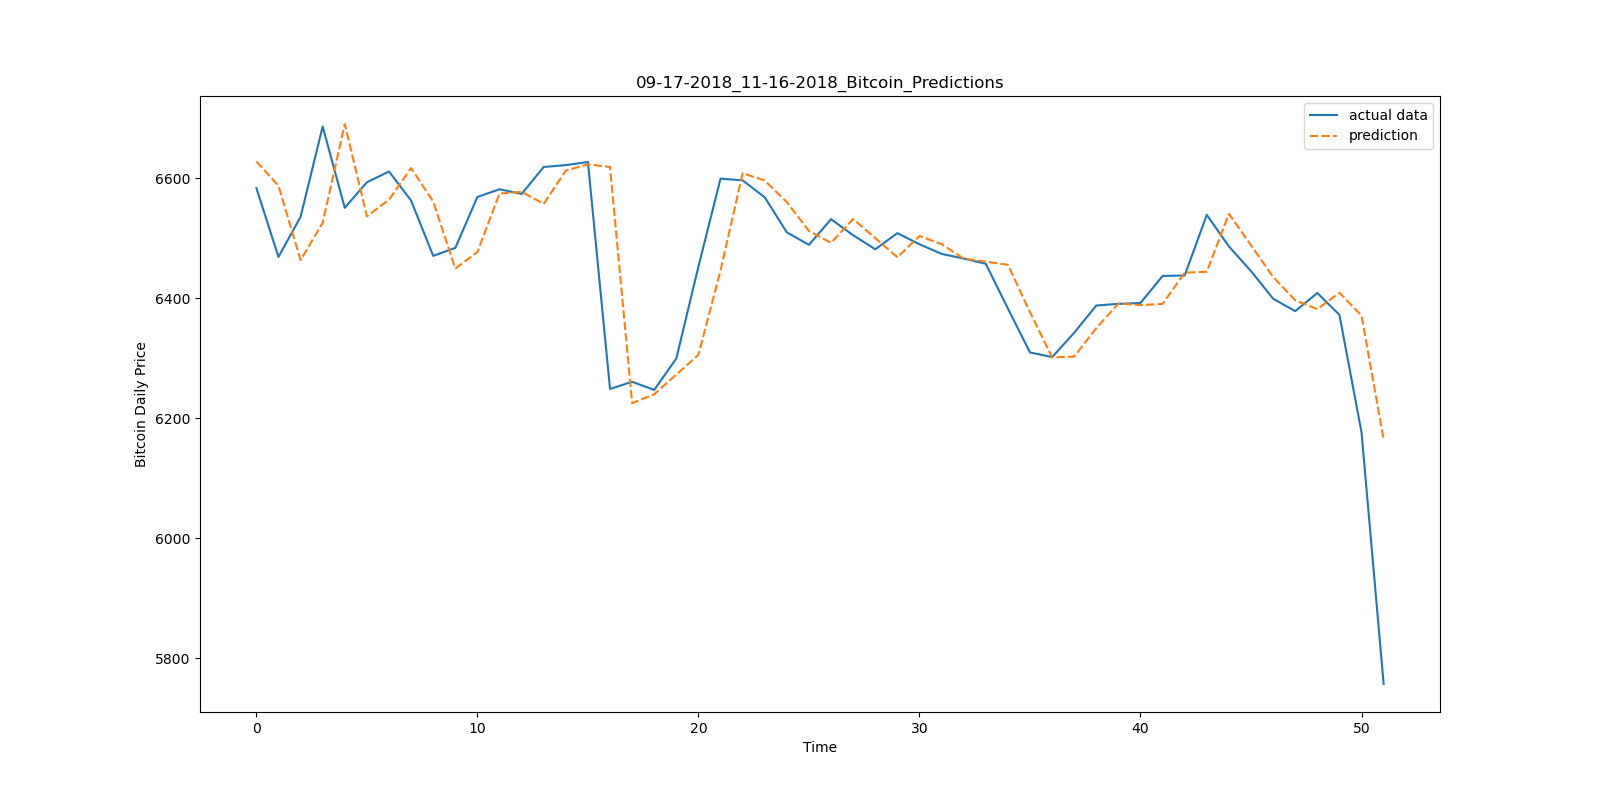 09-17-2018_11-16-2018_Bitcoin_Predictions
actual data
prediction
6600
6400
6200
6000
5800
Bitcoin Daily Price
0 10 20 30 40 50
Time